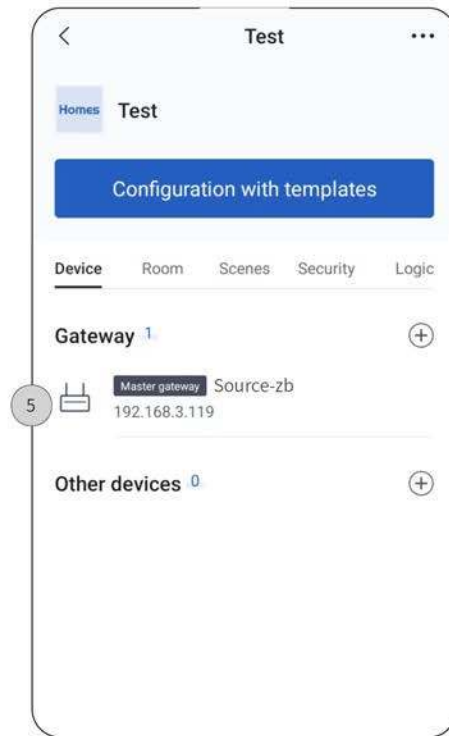 Test
Homes Test
Configuration with templates
Device Room Scenes Security Logic
Gateway 1
Master gateway Source-zb
5
192.168.3.119
Other devices 0